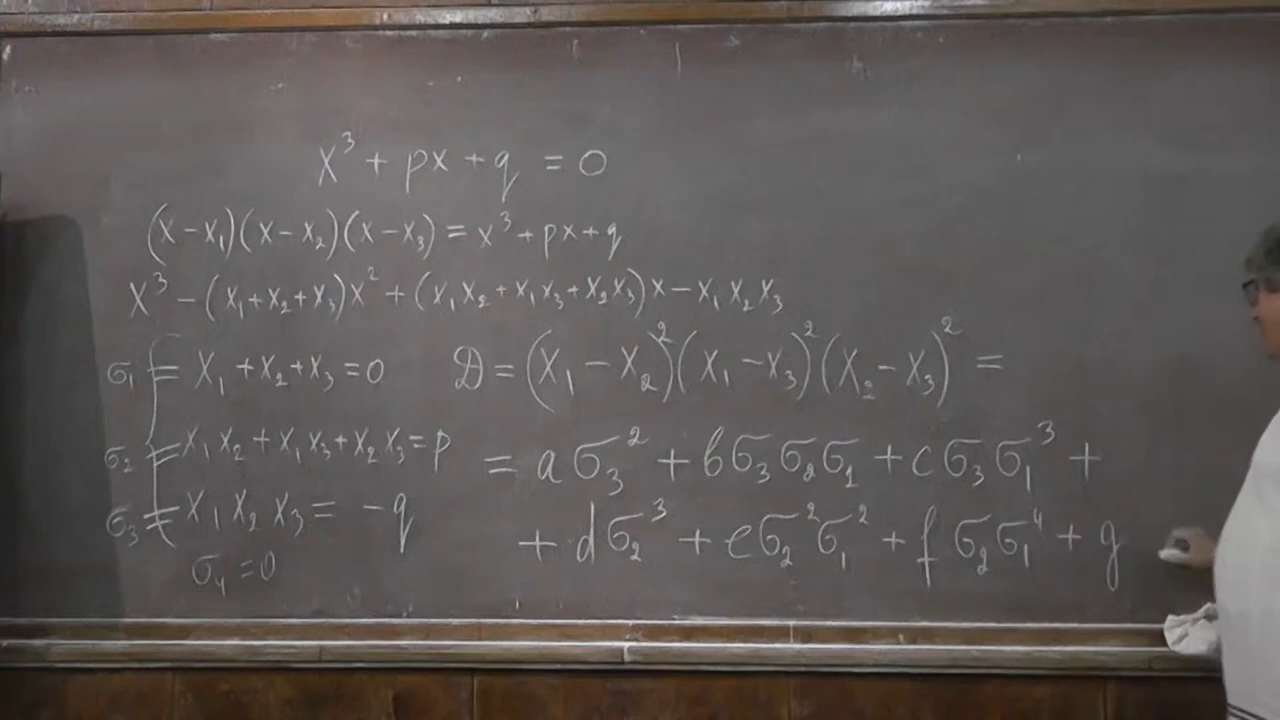 x³ + px + q = 0
(x – x₁)(x – x₂)(x – x₃) = x³ + px + q
x³ – (x₁ + x₂ + x₃)x² + (x₁x₂ + x₁x₃ + x₂x₃)x – x₁x₂x₃
σ₁ = x₁ + x₂ + x₃ = 0
σ₂ = x₁x₂ + x₁x₃ + x₂x₃ = p
σ₃ = x₁x₂x₃ = –q
σ₄ = 0
D = (x₁ – x₂)²(x₁ – x₃)²(x₂ – x₃)² =
= aσ₃² + bσ₃σ₂σ₁ + cσ₃σ₁³ +
+ dσ₂³ + eσ₂²σ₁² + fσ₂σ₁⁴ + g